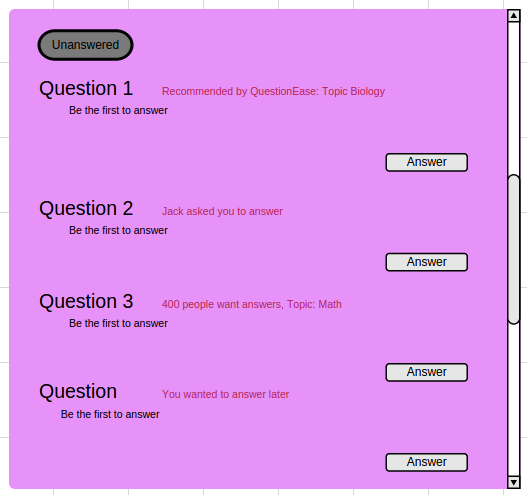 Unanswered
Question 1
Recommended by QuestionEase: Topic Biology
Be the first to answer
Answer
Question 2
Jack asked you to answer
Be the first to answer
Answer
Question 3
400 people want answers, Topic: Math
Be the first to answer
Answer
Question
You wanted to answer later
Be the first to answer
Answer